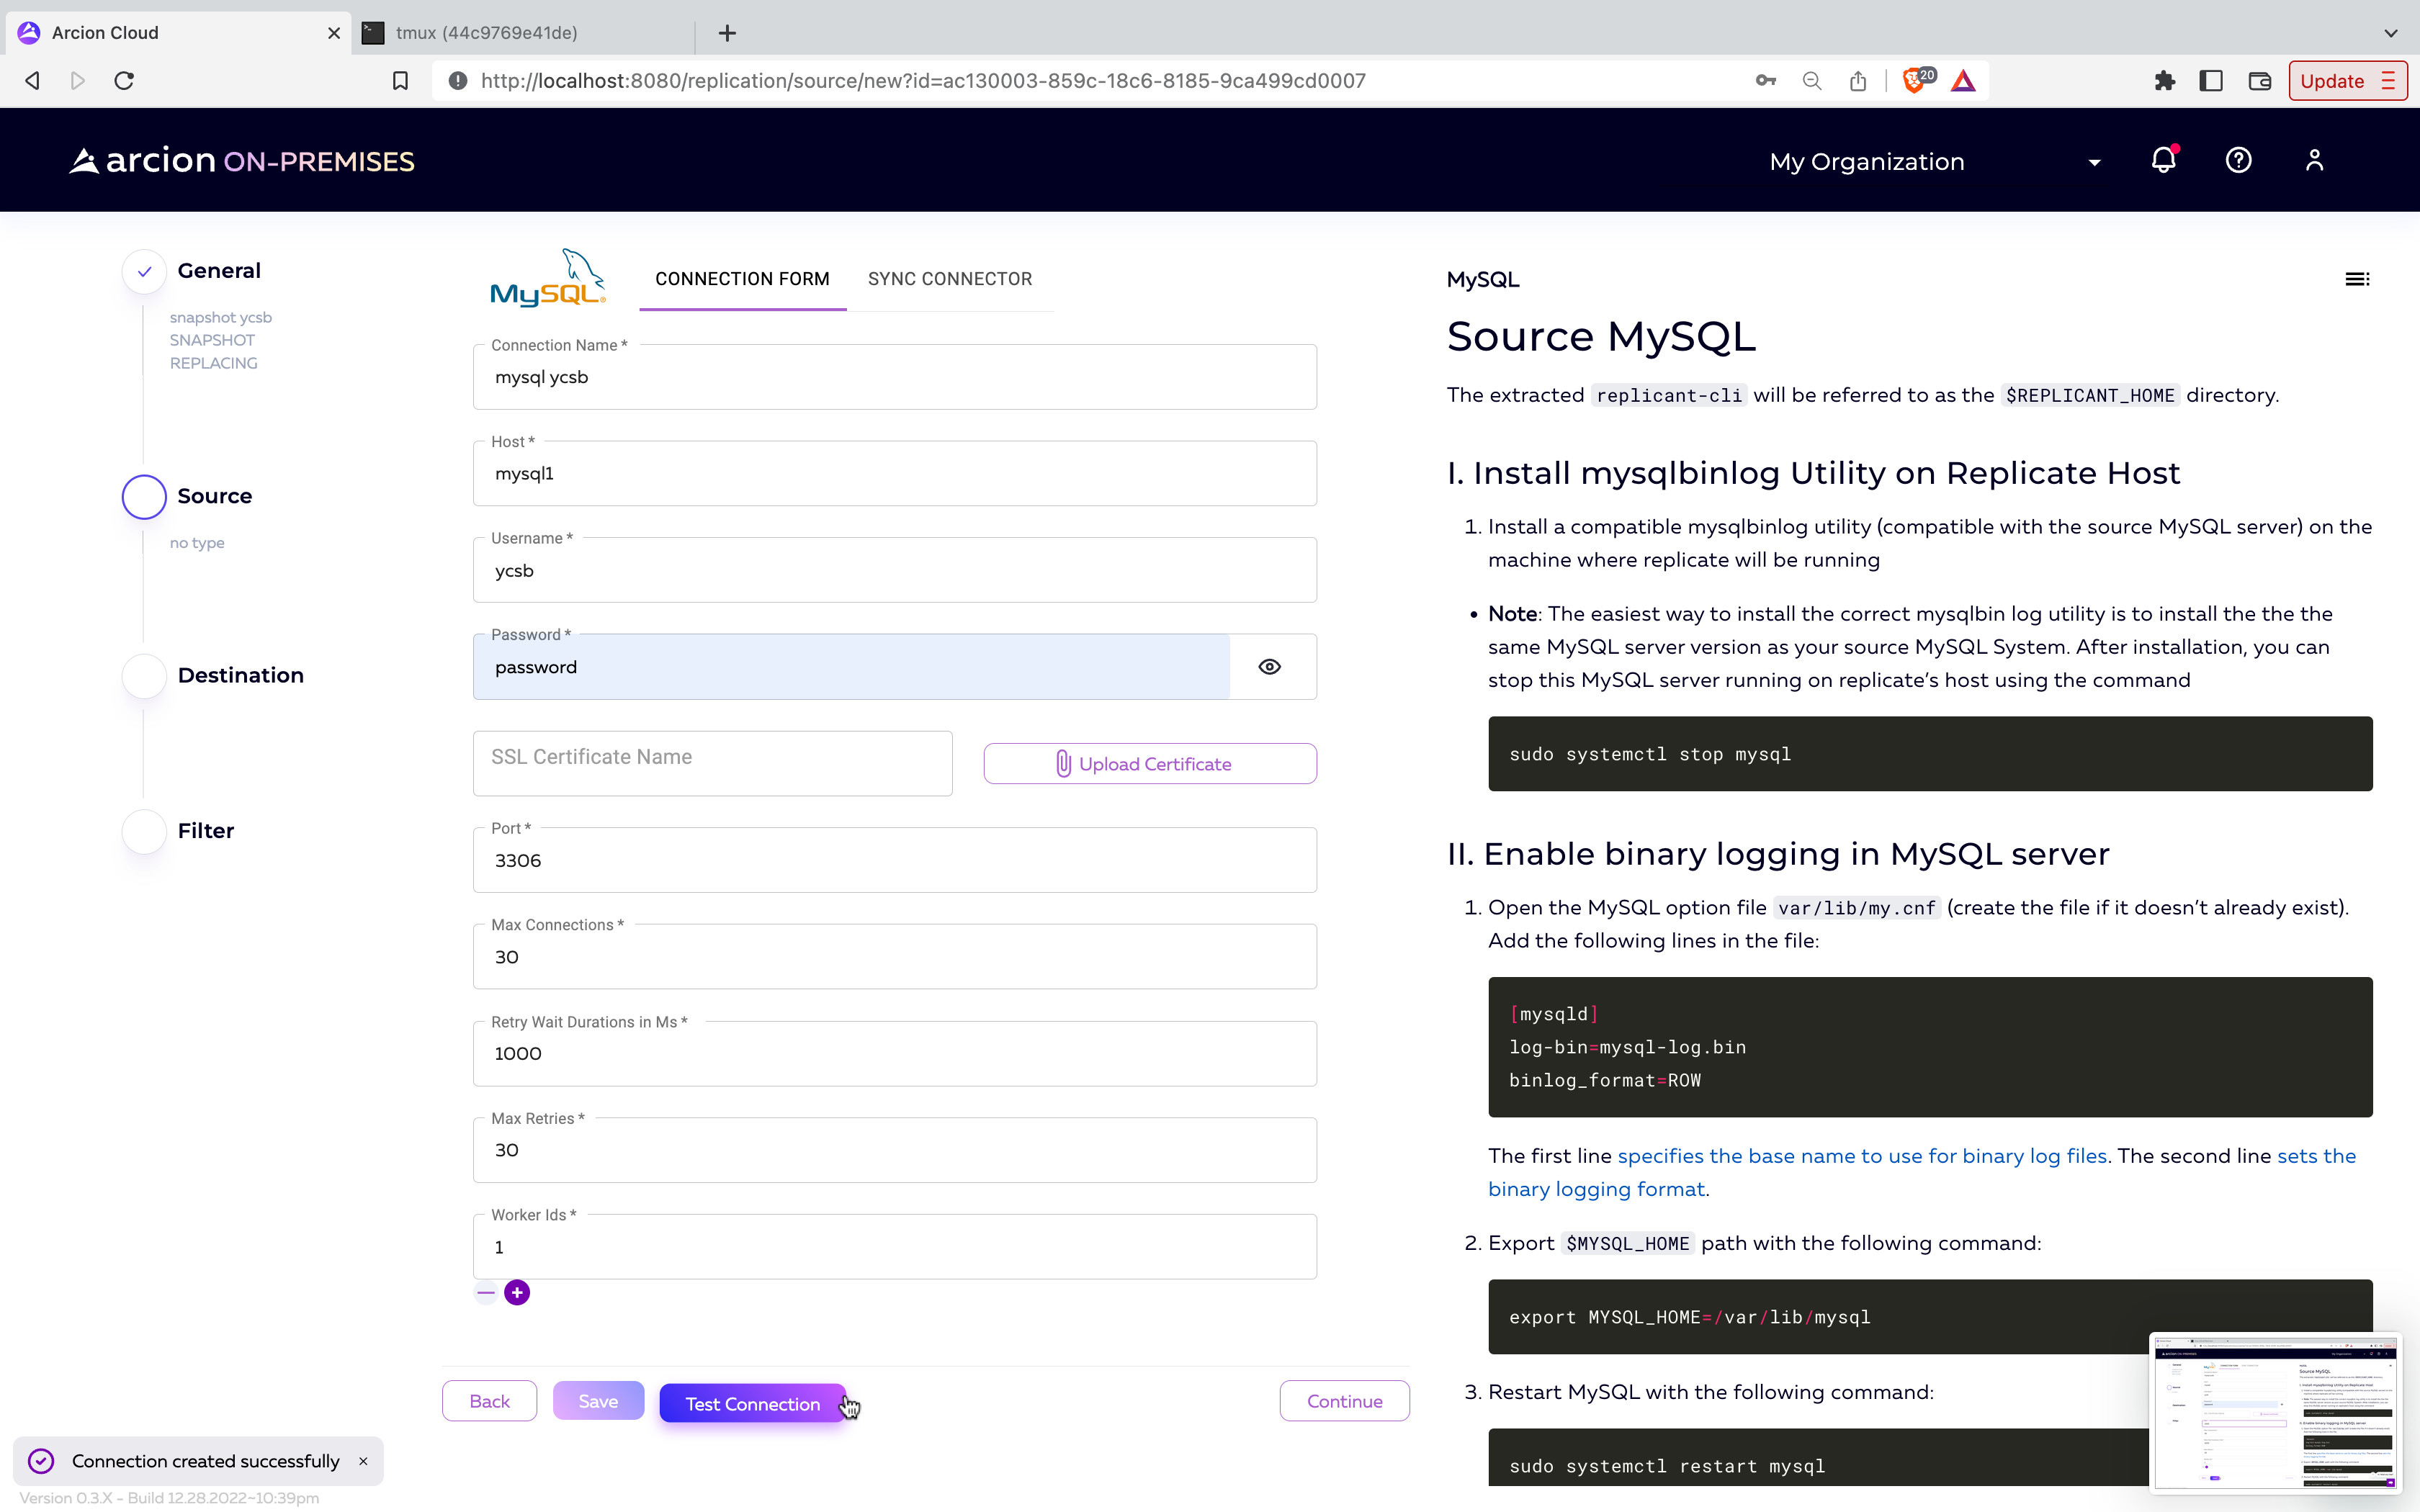 Arcion Cloud
tmux (44c9769e41de)
http://localhost:8080/replication/source/new?id=ac130003-859c-18c6-8185-9ca499cd0007
20
Update
arcion ON-PREMISES
My Organization
General
snapshot ycsb
SNAPSHOT
REPLACING
Source
no type
Destination
Filter
MySQL
CONNECTION FORM
SYNC CONNECTOR
Connection Name *
mysql ycsb
Host *
mysql1
Username *
ycsb
Password *
password
SSL Certificate Name
Upload Certificate
Port *
3306
Max Connections *
30
Retry Wait Durations in Ms *
1000
Max Retries *
30
Worker Ids *
1
Back
Save
Test Connection
Continue
Connection created successfully
Version 0.3.X - Build 12.28.2022~10:39pm
MySQL
Source MySQL
The extracted replicant-cli will be referred to as the $REPLICANT_HOME directory.
I. Install mysqlbinlog Utility on Replicate Host
1. Install a compatible mysqlbinlog utility (compatible with the source MySQL server) on the
machine where replicate will be running
• Note: The easiest way to install the correct mysqlbin log utility is to install the the the
same MySQL server version as your source MySQL System. After installation, you can
stop this MySQL server running on replicate’s host using the command
sudo systemctl stop mysql
II. Enable binary logging in MySQL server
1. Open the MySQL option file var/lib/my.cnf (create the file if it doesn’t already exist).
Add the following lines in the file:
[mysqld]
log-bin=mysql-log.bin
binlog_format=ROW
The first line specifies the base name to use for binary log files. The second line sets the
binary logging format.
2. Export $MYSQL_HOME path with the following command:
export MYSQL_HOME=/var/lib/mysql
3. Restart MySQL with the following command:
sudo systemctl restart mysql